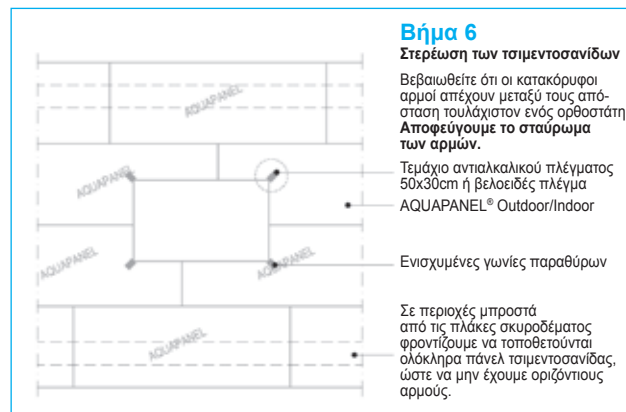 Βήμα 6
Στερέωση των τσιμεντοσανίδων
Βεβαιωθείτε ότι οι κατακόρυφοι
αρμοί απέχουν μεταξύ τους από-
σταση τουλάχιστον ενός ορθοστάτη
Αποφεύγουμε το σταύρωμα
των αρμών.
Τεμάχιο αντιαλκαλικού πλέγματος
50x30cm ή βελοειδές πλέγμα
AQUAPANEL® Outdoor/Indoor
Ενισχυμένες γωνίες παραθύρων
Σε περιοχές μπροστά
από τις πλάκες σκυροδέματος
φροντίζουμε να τοποθετούνται
ολόκληρα πάνελ τσιμεντοσανίδας,
ώστε να μην έχουμε οριζόντιους
αρμούς.
AQUAPANEL
AQUAPANEL
AQUAPANEL
AQUAPANEL
AQUAPANEL